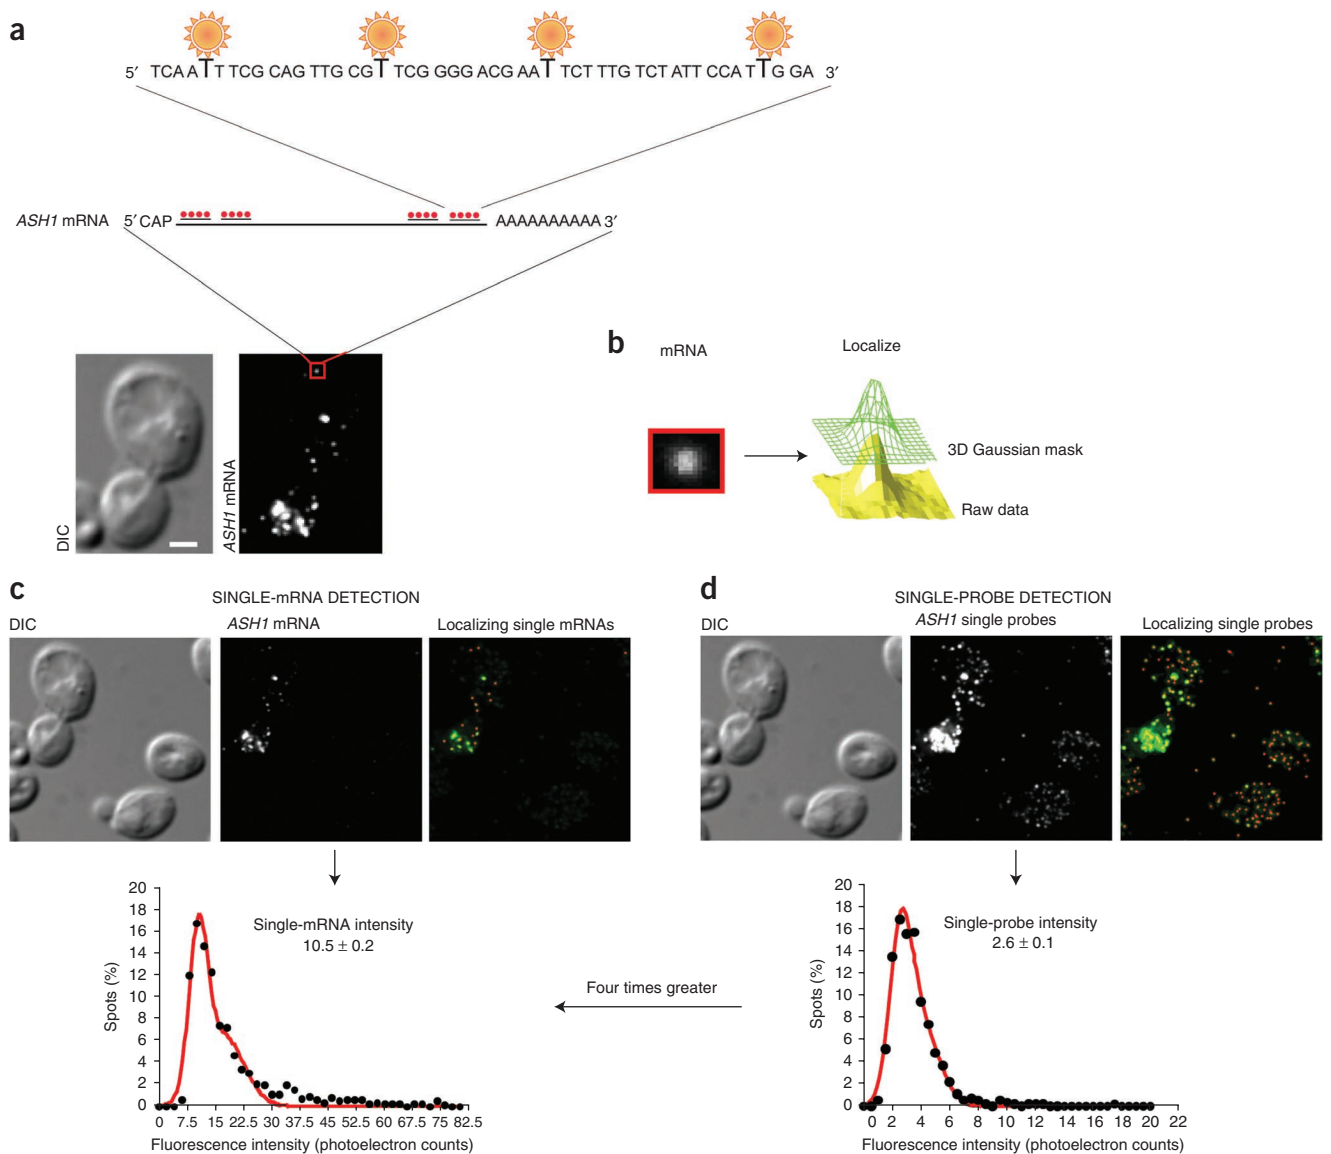 a
5′ TCA A T T TCG CAG TTG CG T TCG GGG ACG AA T TCT TTG TCT ATT CCA T T G GA 3′
ASH1 mRNA 5′ CAP AAAAAAAAAA 3′
DIC
ASH1 mRNA
b
mRNA
Localize
3D Gaussian mask
Raw data
c
SINGLE-mRNA DETECTION
DIC
ASH1 mRNA
Localizing single mRNAs
20
18
16
14
12
10
8
6
4
2
0
Spots (%)
Single-mRNA intensity
10.5 ± 0.2
0 7.5 15 22.5 30 37.5 45 52.5 60 67.5 75 82.5
Fluorescence intensity (photoelectron counts)
Four times greater
d
SINGLE-PROBE DETECTION
DIC
ASH1 single probes
Localizing single probes
20
18
16
14
12
10
8
6
4
2
0
Spots (%)
Single-probe intensity
2.6 ± 0.1
0 2 4 6 8 10 12 14 16 18 20 22
Fluorescence intensity (photoelectron counts)